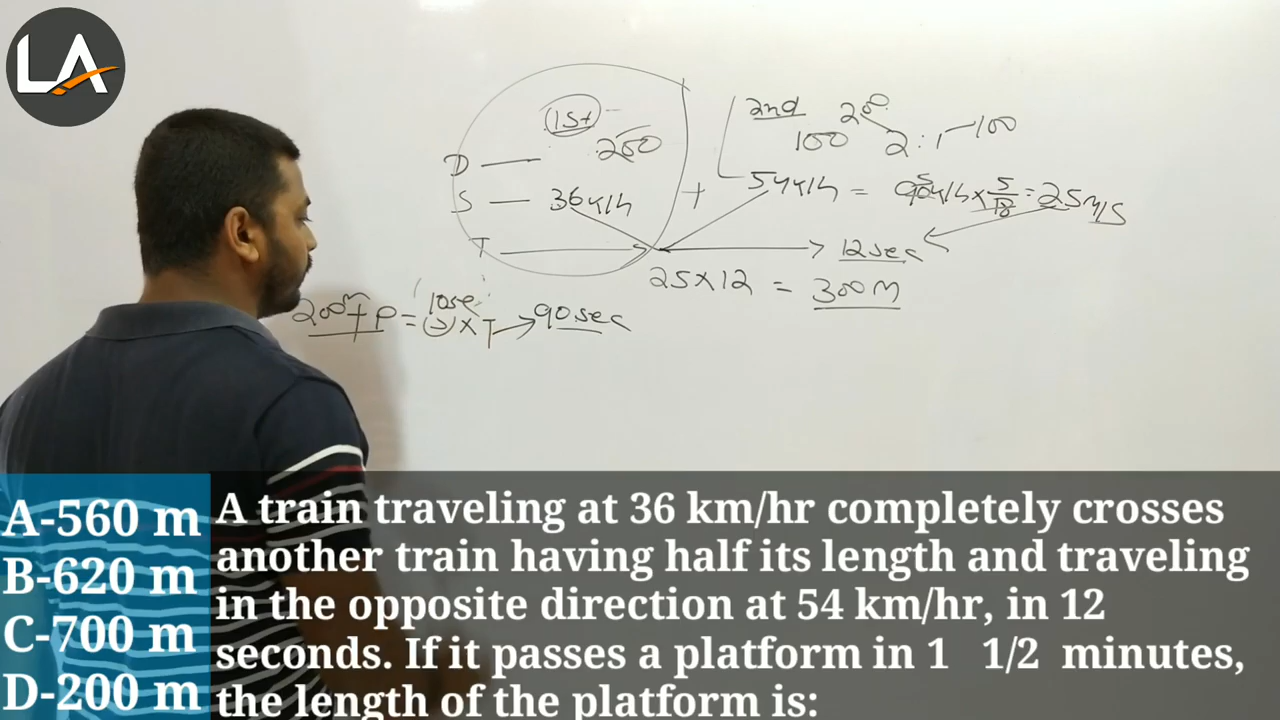 LA
1st
2nd
200
D — 200
100
2 : 1
100
S — 36k/h + 54k/h = 90k/h × 5/18 = 25m/s
5
T
12sec
25×12 = 300M
200m + P = 10sec
× T → 90sec
A-560 m
B-620 m
C-700 m
D-200 m
A train traveling at 36 km/hr completely crosses
another train having half its length and traveling
in the opposite direction at 54 km/hr, in 12
seconds. If it passes a platform in 1 1/2 minutes,
the length of the platform is: